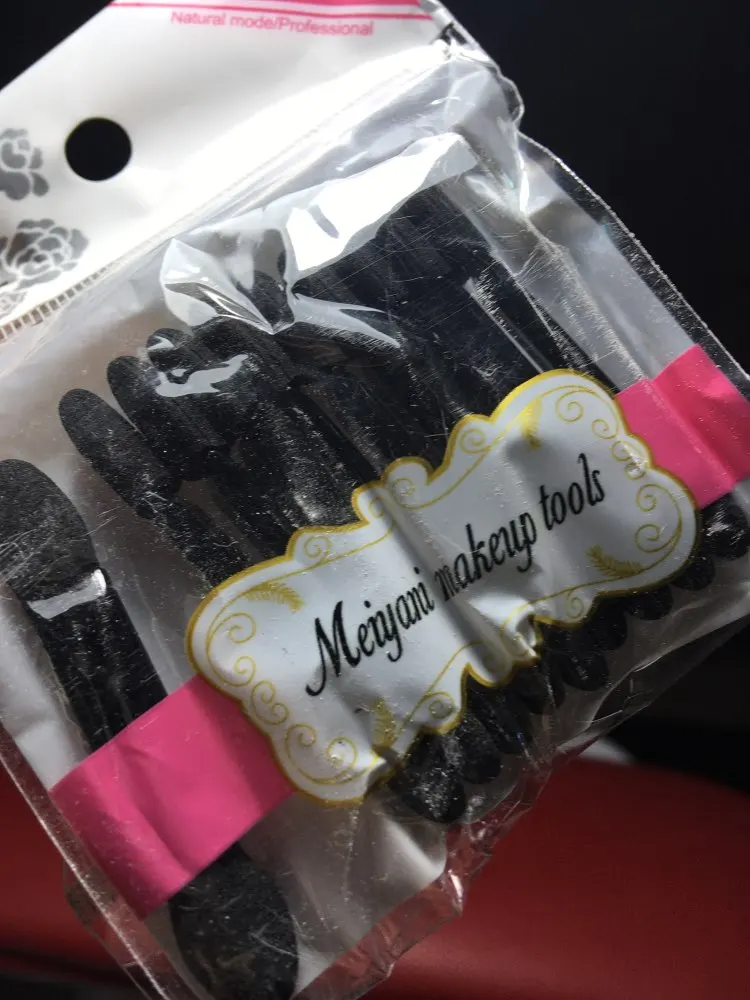 Natural mode/Professional
Meiyani makeup tools